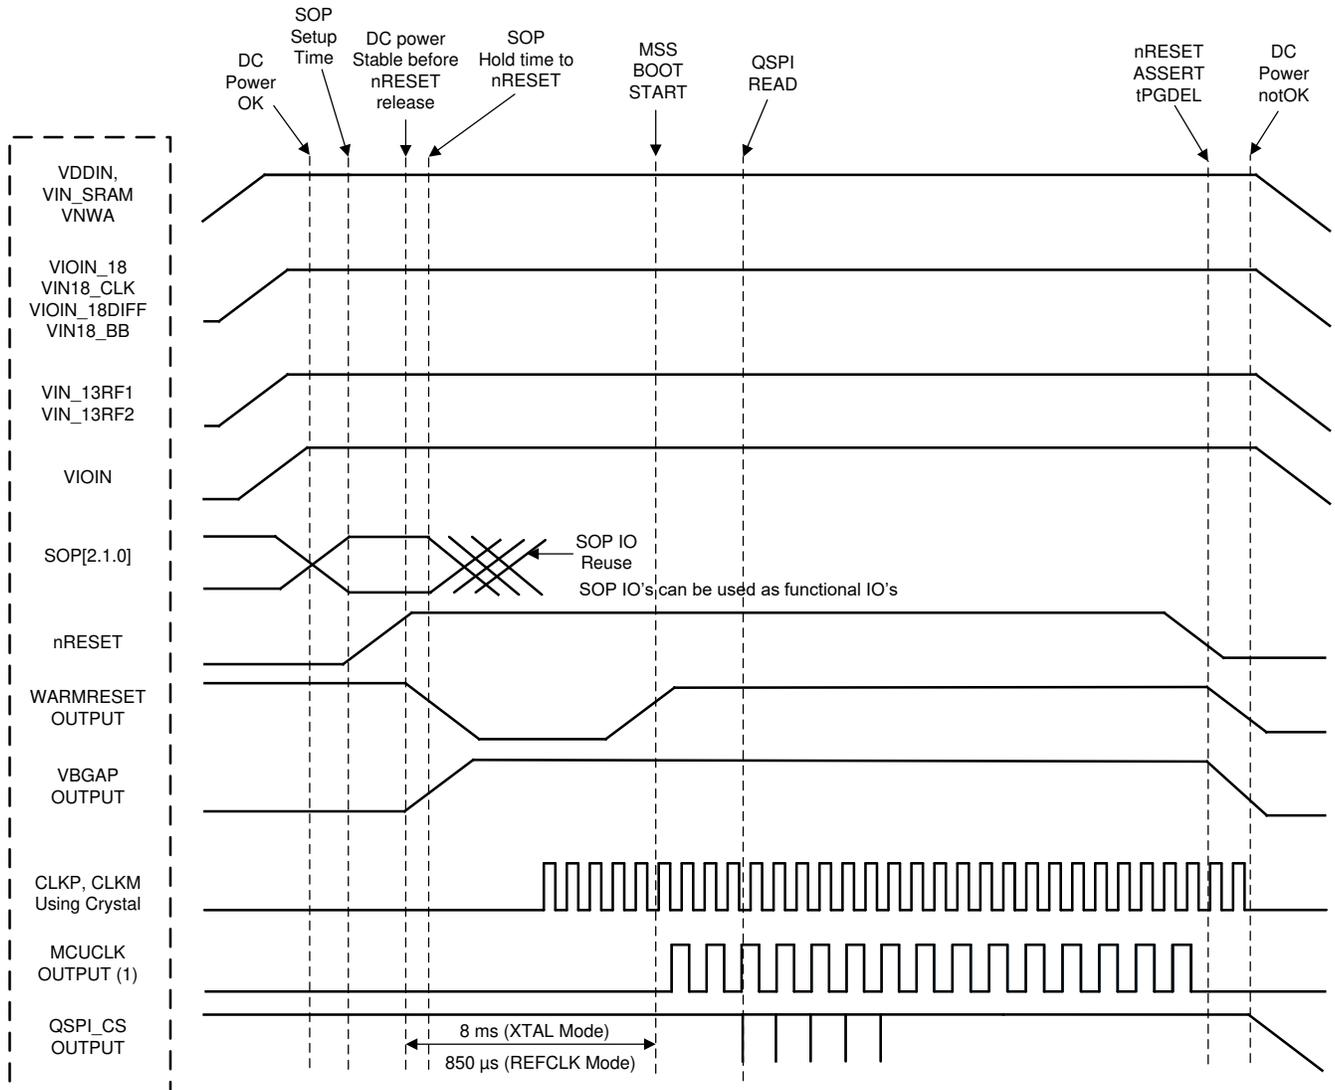 SOP
Setup
Time
DC
Power
OK
DC power
Stable before
nRESET
release
SOP
Hold time to
nRESET
MSS
BOOT
START
QSPI
READ
nRESET
ASSERT
tPGDEL
DC
Power
notOK
VDDIN,
VIN_SRAM
VNWA
VIOIN_18
VIN18_CLK
VIOIN_18DIFF
VIN18_BB
VIN_13RF1
VIN_13RF2
VIOIN
SOP[2.1.0]
SOP IO
Reuse
SOP IO's can be used as functional IO's
nRESET
WARMRESET
OUTPUT
VBGAP
OUTPUT
CLKP, CLKM
Using Crystal
MCUCLK
OUTPUT (1)
QSPI_CS
OUTPUT
8 ms (XTAL Mode)
850 µs (REFCLK Mode)